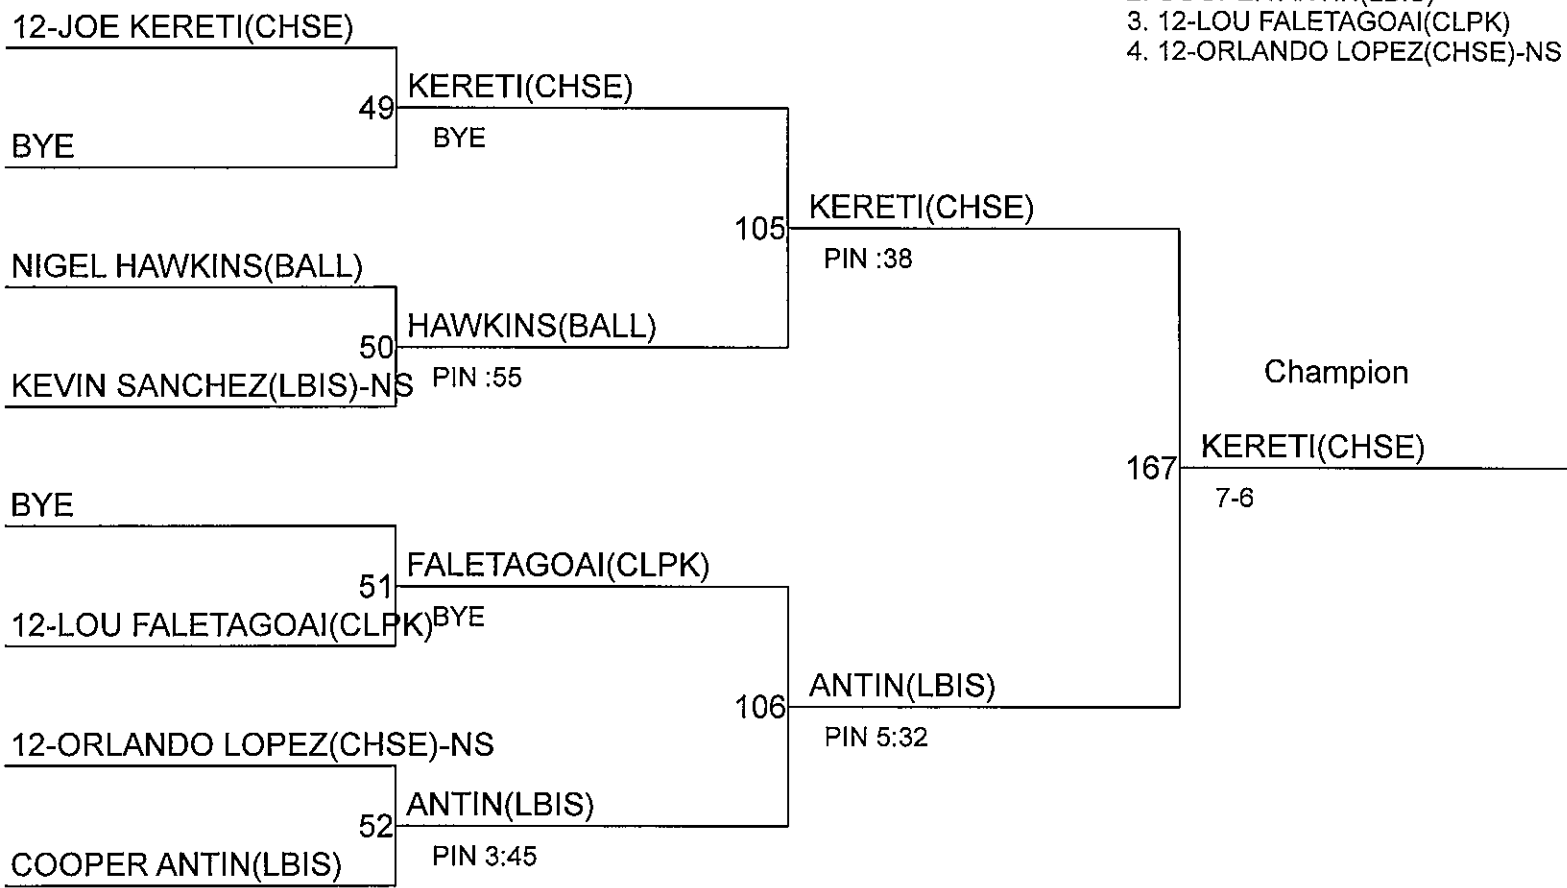 3. 12-LOU FALETAGOAI(CLPK)
4. 12-ORLANDO LOPEZ(CHSE)-NS
12-JOE KERETI(CHSE)
49
KERETI(CHSE)
BYE
BYE
105
KERETI(CHSE)
PIN :38
NIGEL HAWKINS(BALL)
50
HAWKINS(BALL)
PIN :55
KEVIN SANCHEZ(LBIS)-NS
Champion
167
KERETI(CHSE)
7-6
BYE
51
FALETAGOAI(CLPK)
BYE
12-LOU FALETAGOAI(CLPK)
106
ANTIN(LBIS)
PIN 5:32
12-ORLANDO LOPEZ(CHSE)-NS
52
ANTIN(LBIS)
PIN 3:45
COOPER ANTIN(LBIS)